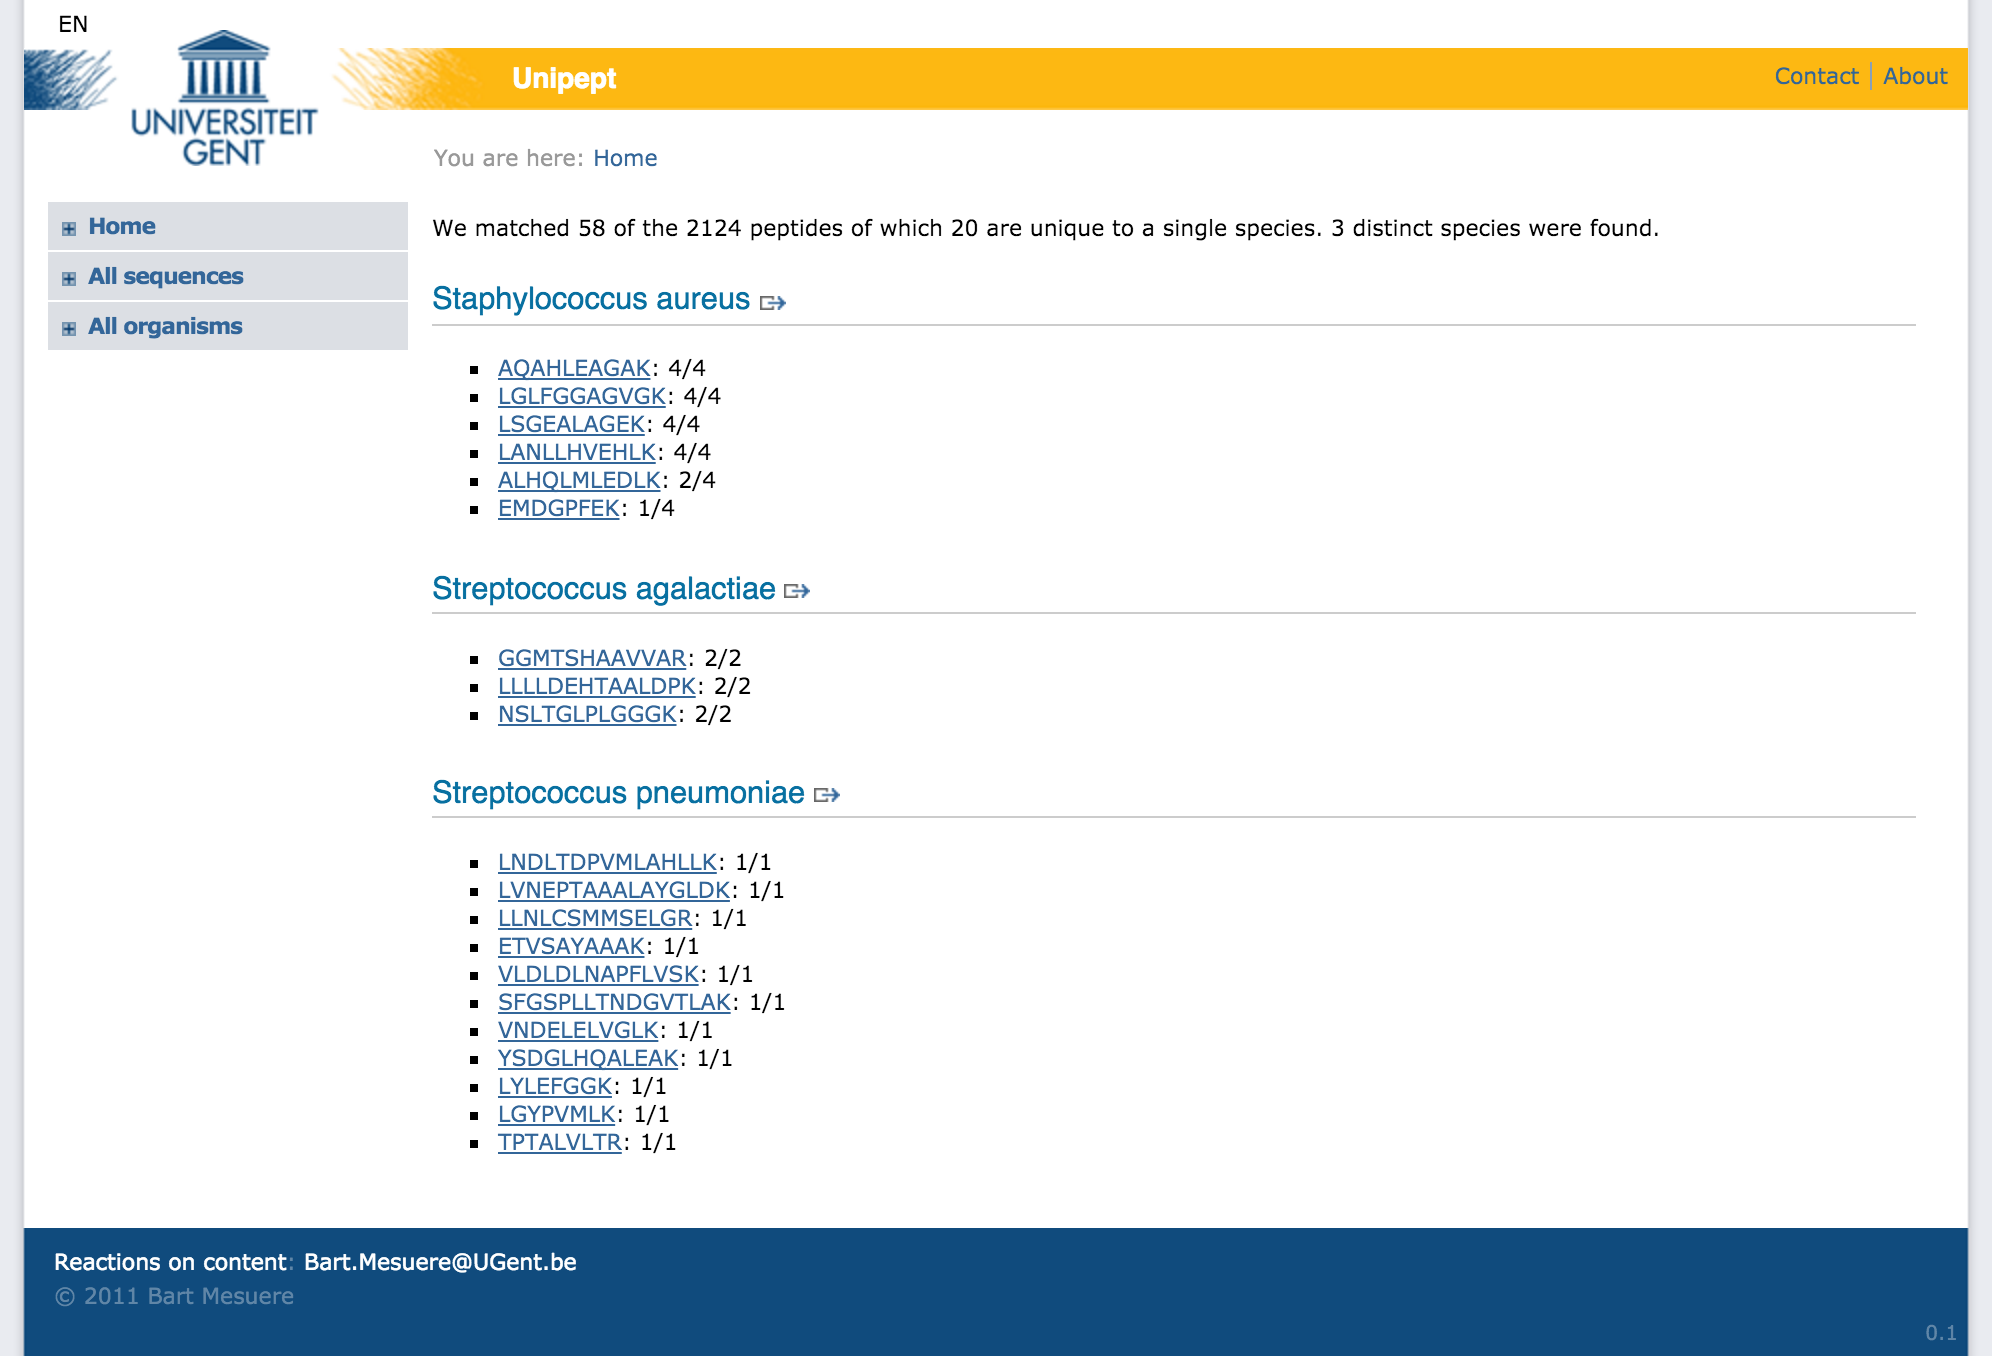 EN
UNIVERSITEIT
GENT
Unipept
Contact | About
You are here: Home
Home
All sequences
All organisms
We matched 58 of the 2124 peptides of which 20 are unique to a single species. 3 distinct species were found.
Staphylococcus aureus
AQAHLEAGAK: 4/4
LGLFGGAGVGK: 4/4
LSGEALAGEK: 4/4
LANLLHVEHLK: 4/4
ALHQLMLEDLK: 2/4
EMDGPFEK: 1/4
Streptococcus agalactiae
GGMTSHAAVVAR: 2/2
LLLLDEHTAALDPK: 2/2
NSLTGLPLGGGK: 2/2
Streptococcus pneumoniae
LNDLTDPVMLAHLLK: 1/1
LVNEPTAAALAYGLDK: 1/1
LLNLCSMMSELGR: 1/1
ETVSAYAAAK: 1/1
VLDLDLNAPFLVSK: 1/1
SFGSPLLTNDGVTLAK: 1/1
VNDELELVGLK: 1/1
YSDGLHQALEAK: 1/1
LYLEFGGK: 1/1
LGYPVMLK: 1/1
TPTALVLTR: 1/1
Reactions on content: Bart.Mesuere@UGent.be
© 2011 Bart Mesuere
0.1